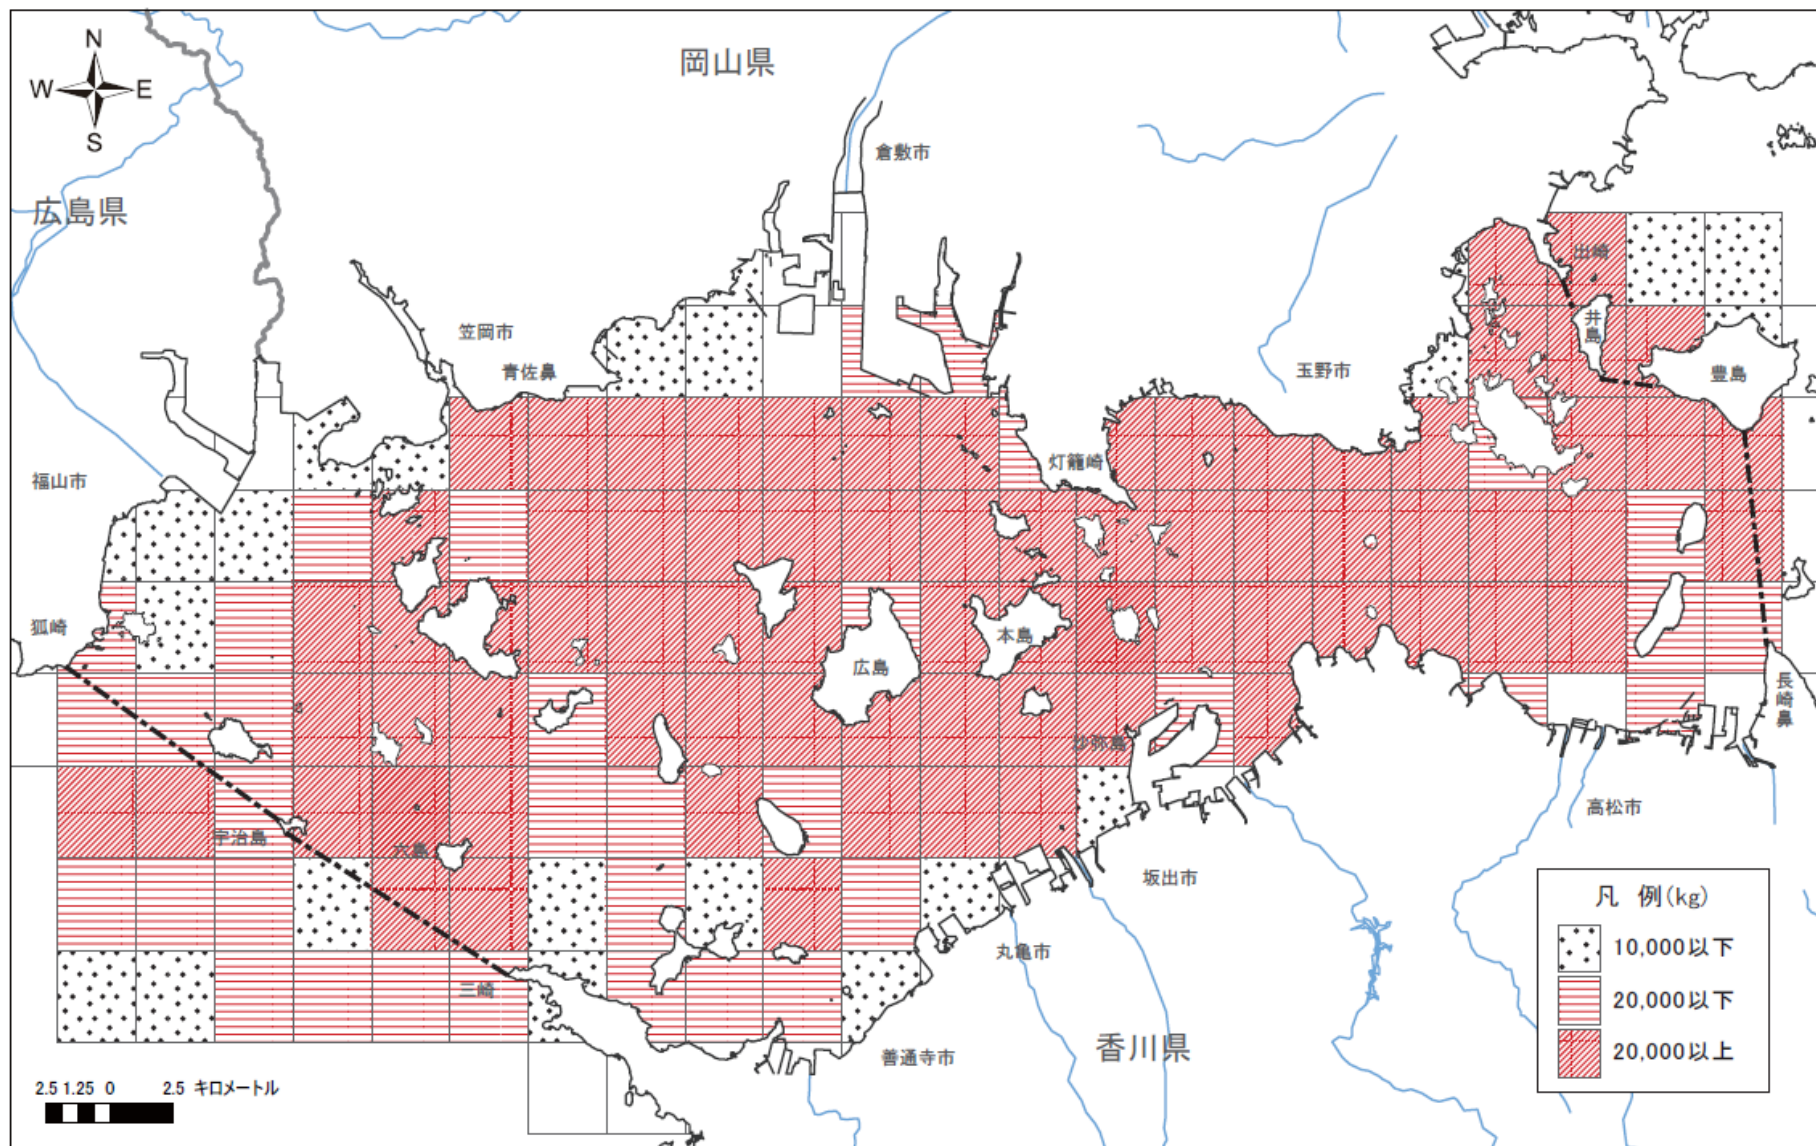 N
W
E
S
岡山県
倉敷市
広島県
出崎
井島
笠岡市
青佐鼻
玉野市
豊島
灯籠崎
福山市
狐崎
本島
広島
長崎鼻
沙弥島
高松市
宇治島
六島
坂出市
丸亀市
三崎
善通寺市
香川県
凡 例(kg)
10,000以下
20,000以下
20,000以上
2.5 1.25 0 2.5 キロメートル